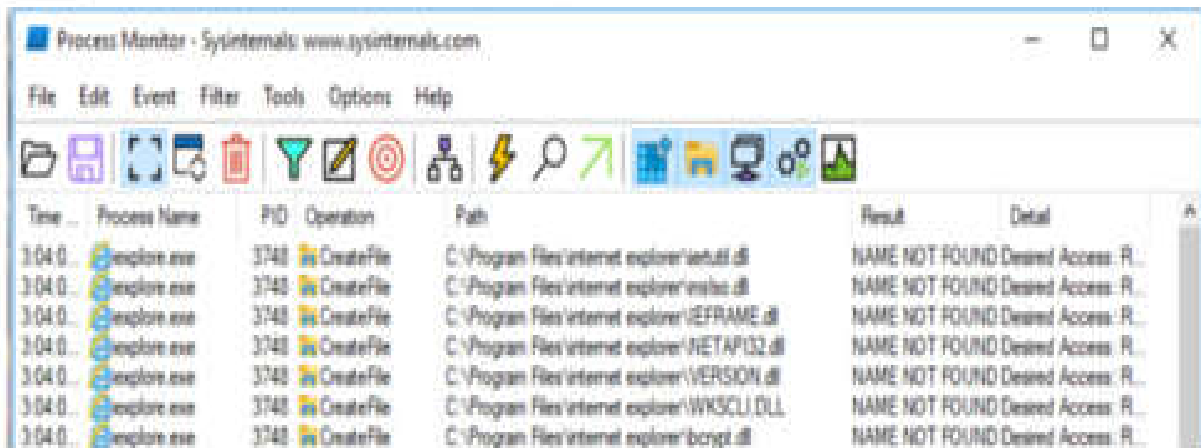 Process Monitor - Sysinternals: www.sysinternals.com
File Edit Event Filter Tools Options Help
Time ... Process Name PID Operation Path Result Detail
3:04:0... iexplore.exe 3748 CreateFile C:\Program Files\internet explorer\iertutil.dll NAME NOT FOUND Desired Access: R...
3:04:0... iexplore.exe 3748 CreateFile C:\Program Files\internet explorer\ NAME NOT FOUND Desired Access: R...
3:04:0... iexplore.exe 3748 CreateFile C:\Program Files\internet explorer\IEFRAME.dll NAME NOT FOUND Desired Access: R...
3:04:0... iexplore.exe 3748 CreateFile C:\Program Files\internet explorer\NETAPI32.dll NAME NOT FOUND Desired Access: R...
3:04:0... iexplore.exe 3748 CreateFile C:\Program Files\internet explorer\VERSION.dll NAME NOT FOUND Desired Access: R...
3:04:0... iexplore.exe 3748 CreateFile C:\Program Files\internet explorer\WKSCLI.DLL NAME NOT FOUND Desired Access: R...
3:04:0... iexplore.exe 3748 CreateFile C:\Program Files\internet explorer\bcrypt.dll NAME NOT FOUND Desired Access: R...